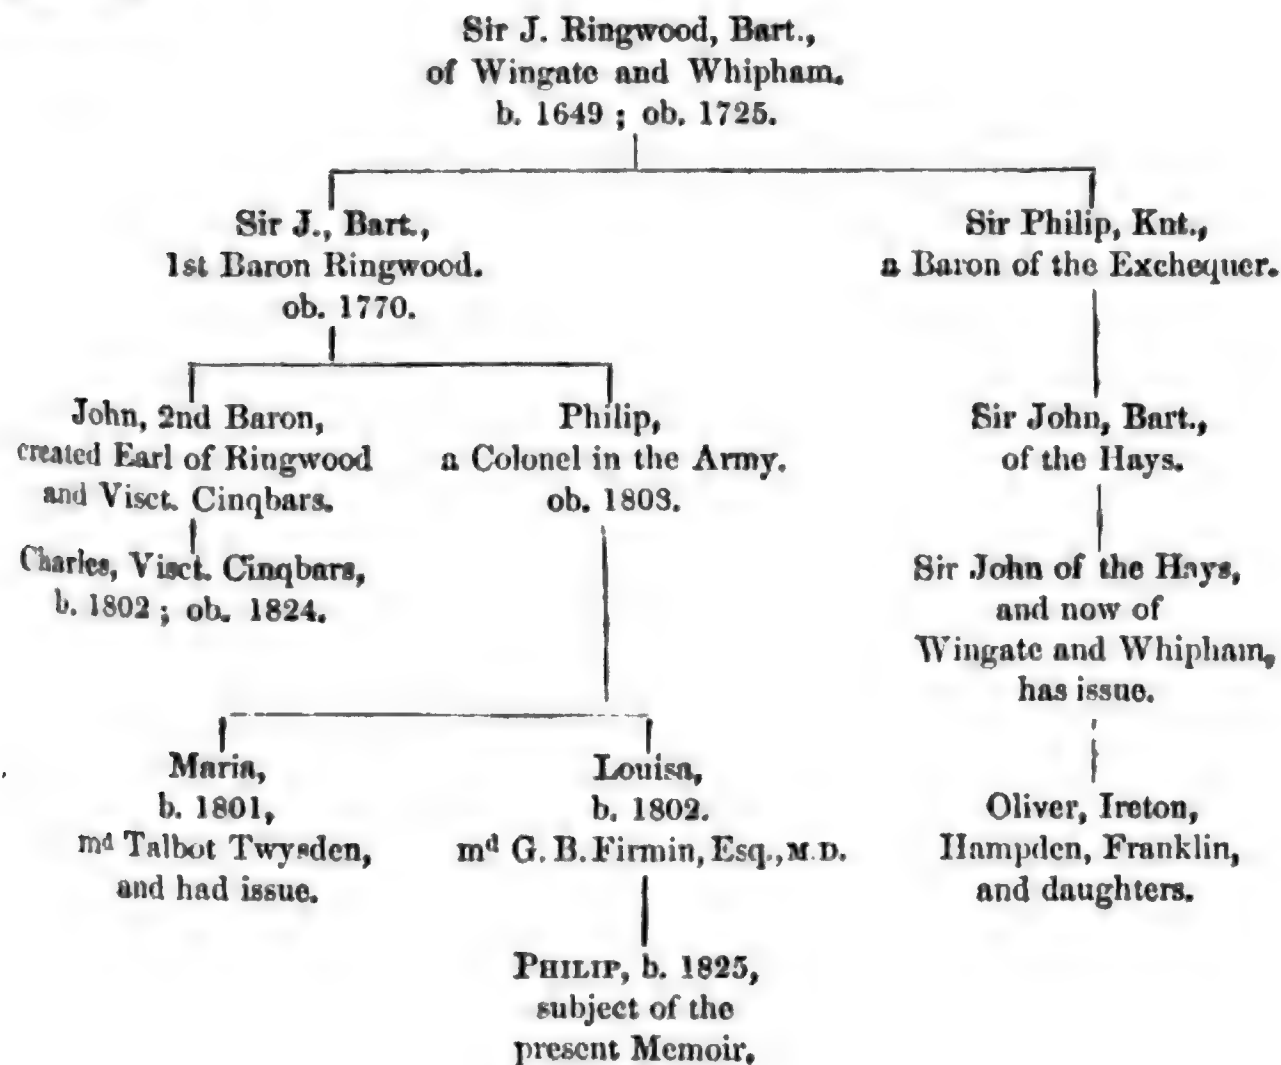 Sir J. Ringwood, Bart.,
of Wingate and Whipham.
b. 1649 ; ob. 1725.
Sir J., Bart.,
1st Baron Ringwood.
ob. 1770.
Sir Philip, Knt.,
a Baron of the Exchequer.
John, 2nd Baron,
created Earl of Ringwood
and Visct. Cinqbars.
Philip,
a Colonel in the Army.
ob. 1803.
Sir John, Bart.,
of the Hays.
Charles, Visct. Cinqbars,
b. 1802 ; ob. 1824.
Sir John of the Hays,
and now of
Wingate and Whipham,
has issue.
Maria,
b. 1801,
md Talbot Twysden,
and had issue.
Louisa,
b. 1802.
md G. B. Firmin, Esq., M.D.
Oliver, Ireton,
Hampden, Franklin,
and daughters.
PHILIP, b. 1825,
subject of the
present Memoir.